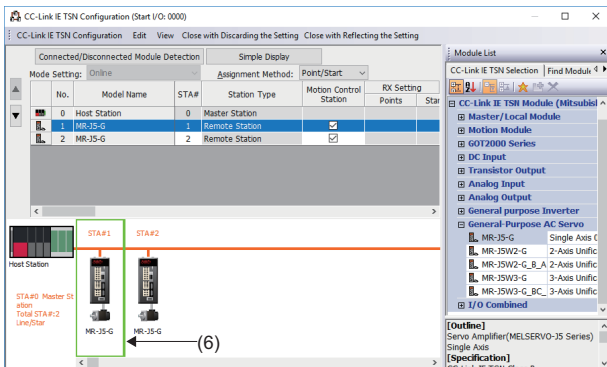 CC-Link IE TSN Configuration (Start I/O: 0000)
CC-Link IE TSN Configuration Edit View Close with Discarding the Setting Close with Reflecting the Setting
Connected/Disconnected Module Detection Simple Display
Mode Setting: Online Assignment Method: Point/Start
No. Model Name STA# Station Type Motion Control Station RX Setting
Points Star
0 Host Station 0 Master Station
1 MR-J5-G 1 Remote Station
2 MR-J5-G 2 Remote Station
STA#1 STA#2
Host Station
STA#0 Master St
ation
Total STA#:2
Line/Star
MR-J5-G MR-J5-G
(6)
Module List
CC-Link IE TSN Selection Find Module
CC-Link IE TSN Module (Mitsubisl
Master/Local Module
Motion Module
GOT2000 Series
DC Input
Transistor Output
Analog Input
Analog Output
General purpose Inverter
General-Purpose AC Servo
MR-J5-G Single Axis
MR-J5W2-G 2-Axis Unific
MR-J5W2-G_B_A 2-Axis Unific
MR-J5W3-G 3-Axis Unific
MR-J5W3-G_BC_ 3-Axis Unific
I/O Combined
[Outline]
Servo Amplifier(MELSERVO-J5 Series)
Single Axis
[Specification]